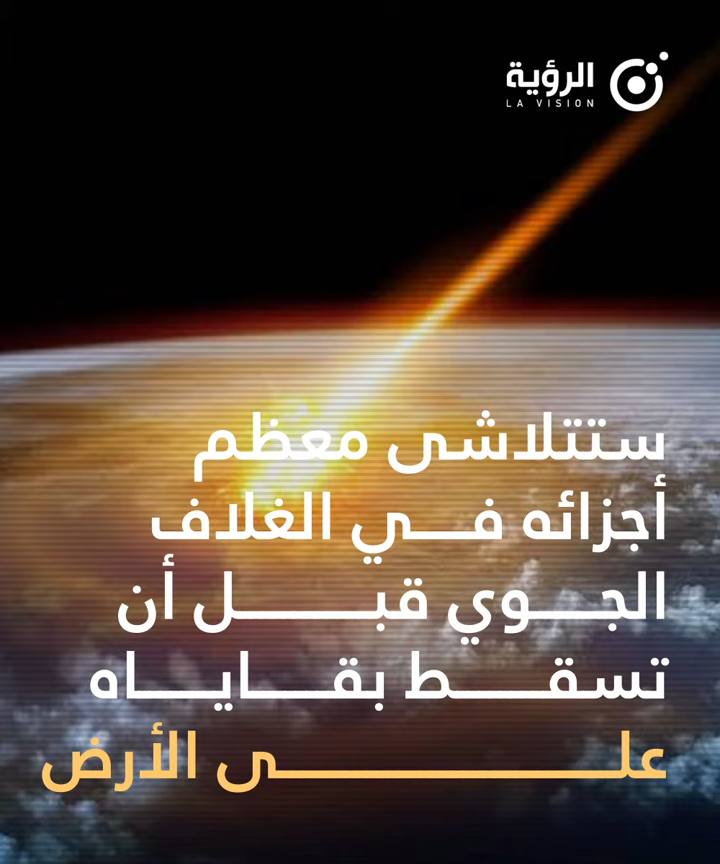 الرؤية
LA VISION
ستتلاشى معظم
أجزائه في الغلاف
الجوي قبل أن
تسقط بقاياه
على الأرض